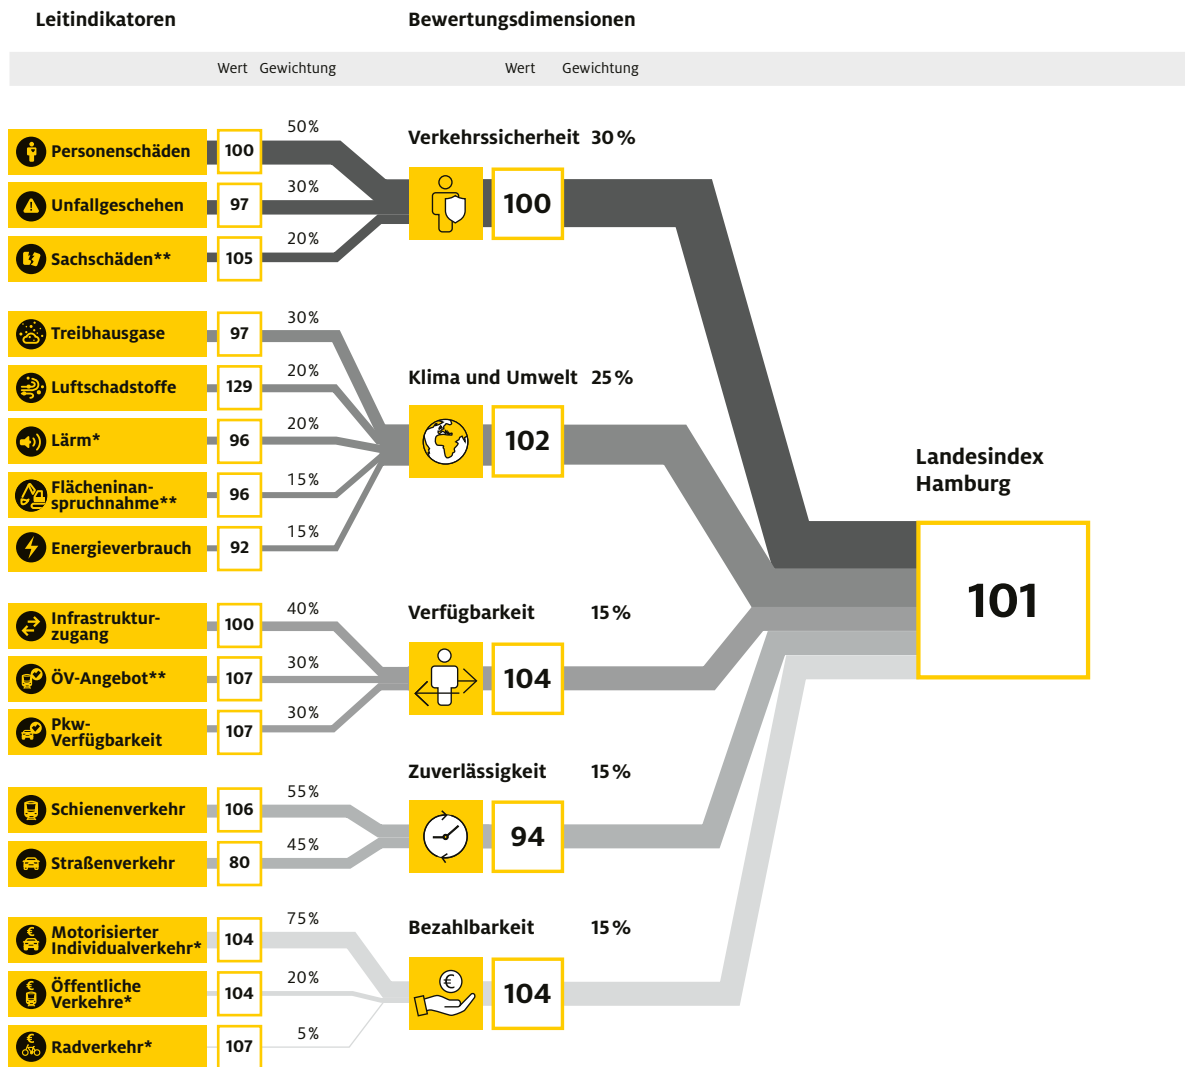 Leitindikatoren
Bewertungsdimensionen
Wert Gewichtung
Wert Gewichtung
50 %
Personenschäden 100
30 %
Unfallgeschehen 97
20 %
Sachschäden** 105
Verkehrssicherheit 30 %
100
30 %
Treibhausgase 97
20 %
Luftschadstoffe 129
20 %
Lärm* 96
15 %
Flächeninan-
spruchnahme** 96
15 %
Energieverbrauch 92
Klima und Umwelt 25 %
102
40 %
Infrastruktur-
zugang 100
30 %
ÖV-Angebot** 107
30 %
Pkw-
Verfügbarkeit 107
Verfügbarkeit 15 %
104
55 %
Schienenverkehr 106
45 %
Straßenverkehr 80
Zuverlässigkeit 15 %
94
75 %
Motorisierter
Individualverkehr* 104
20 %
Öffentliche
Verkehre* 104
5 %
Radverkehr* 107
Bezahlbarkeit 15 %
€
104
Landesindex
Hamburg
101